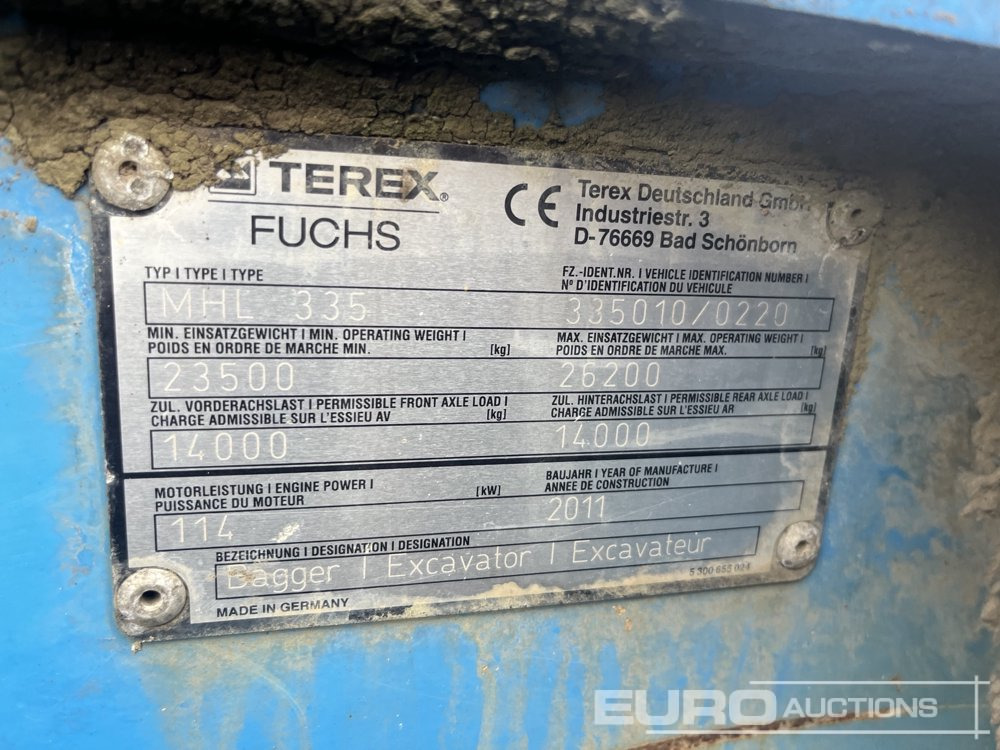 TEREX®
FUCHS
CE
Terex Deutschland GmbH
Industriestr. 3
D-76669 Bad Schönborn
TYP | TYPE | TYPE
MHL 335
FZ.-IDENT.NR. | VEHICLE IDENTIFICATION NUMBER |
N° D'IDENTIFICATION DU VEHICULE
335010/0220
MIN. EINSATZGEWICHT | MIN. OPERATING WEIGHT |
POIDS EN ORDRE DE MARCHE MIN. [kg]
23500
MAX. EINSATZGEWICHT | MAX. OPERATING WEIGHT |
POIDS EN ORDRE DE MARCHE MAX. [kg]
26200
ZUL. VORDERACHSLAST | PERMISSIBLE FRONT AXLE LOAD |
CHARGE ADMISSIBLE SUR L'ESSIEU AV [kg]
14000
ZUL. HINTERACHSLAST | PERMISSIBLE REAR AXLE LOAD |
CHARGE ADMISSIBLE SUR L'ESSIEU AR [kg]
14000
MOTORLEISTUNG | ENGINE POWER |
PUISSANCE DU MOTEUR [kW]
114
BAUJAHR | YEAR OF MANUFACTURE |
ANNEE DE CONSTRUCTION
2011
BEZEICHNUNG | DESIGNATION | DESIGNATION
Bagger | Excavator | Excavateur
MADE IN GERMANY
5 300 655 024
EURO AUCTIONS